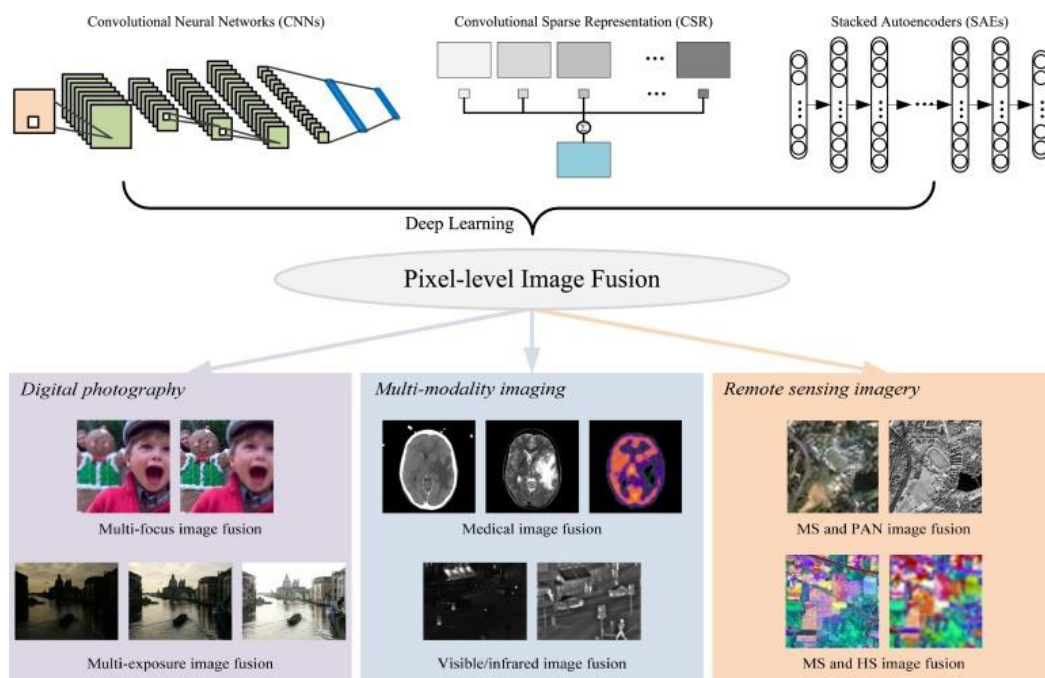 Convolutional Neural Networks (CNNs)
Convolutional Sparse Representation (CSR)
Stacked Autoencoders (SAEs)
Σ
Deep Learning
Pixel-level Image Fusion
Digital photography
Multi-focus image fusion
Multi-exposure image fusion
Multi-modality imaging
Medical image fusion
Visible/infrared image fusion
Remote sensing imagery
MS and PAN image fusion
MS and HS image fusion